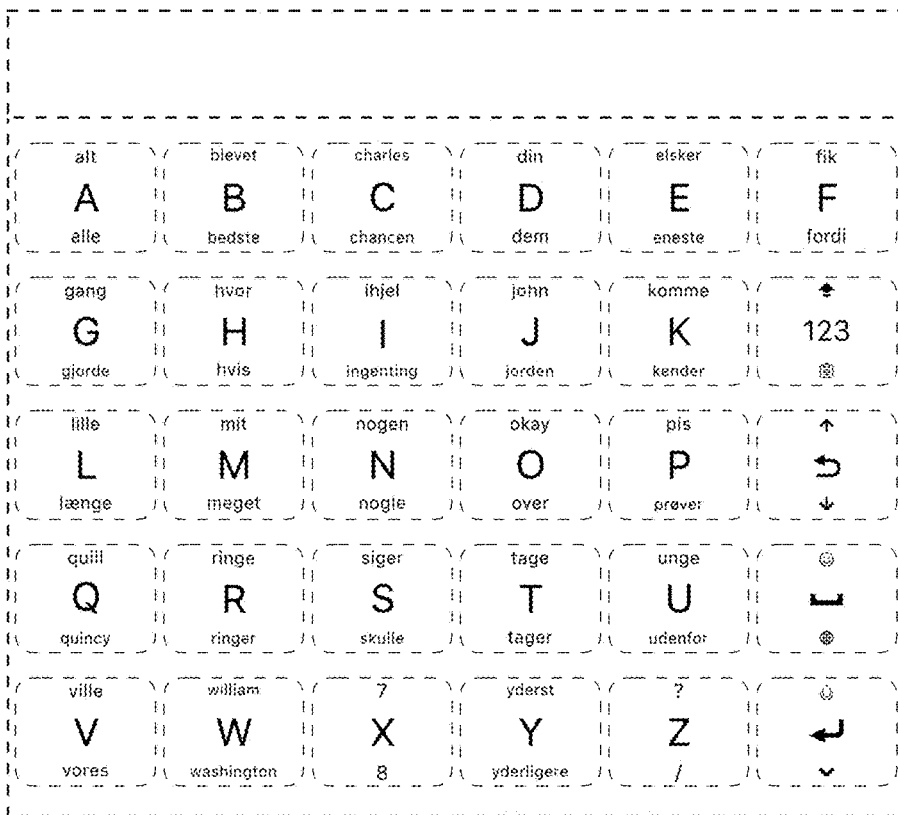 alt blevet charles din elsker fik
A B C D E F
alle bedste chancen dem eneste fordi
gang hvor ihjel john komme
G H I J K 123
gjorde hvis ingenting jorden kender
lille mit nogen okay pis
L M N O P
længe meget nogle over prøver
quill ringe siger tage unge
Q R S T U
quincy ringer skulle tager udenfor
ville william 7 yderst ?
V W X Y Z
vores washington 8 yderligere /